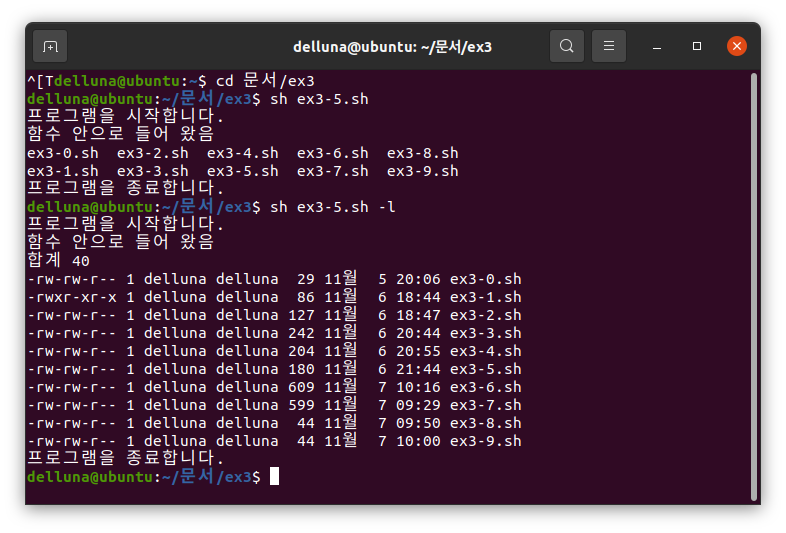 delluna@ubuntu: ~/문서/ex3
^[Tdelluna@ubuntu:~$ cd 문서/ex3
delluna@ubuntu:~/문서/ex3$ sh ex3-5.sh
프로그램을 시작합니다.
함수 안으로 들어 왔음
ex3-0.sh  ex3-2.sh  ex3-4.sh  ex3-6.sh  ex3-8.sh
ex3-1.sh  ex3-3.sh  ex3-5.sh  ex3-7.sh  ex3-9.sh
프로그램을 종료합니다.
delluna@ubuntu:~/문서/ex3$ sh ex3-5.sh -l
프로그램을 시작합니다.
함수 안으로 들어 왔음
합계 40
-rw-rw-r-- 1 delluna delluna  29 11월  5 20:06 ex3-0.sh
-rwxr-xr-x 1 delluna delluna  86 11월  6 18:44 ex3-1.sh
-rw-rw-r-- 1 delluna delluna 127 11월  6 18:47 ex3-2.sh
-rw-rw-r-- 1 delluna delluna 242 11월  6 20:44 ex3-3.sh
-rw-rw-r-- 1 delluna delluna 204 11월  6 20:55 ex3-4.sh
-rw-rw-r-- 1 delluna delluna 180 11월  6 21:44 ex3-5.sh
-rw-rw-r-- 1 delluna delluna 609 11월  7 10:16 ex3-6.sh
-rw-rw-r-- 1 delluna delluna 599 11월  7 09:29 ex3-7.sh
-rw-rw-r-- 1 delluna delluna  44 11월  7 09:50 ex3-8.sh
-rw-rw-r-- 1 delluna delluna  44 11월  7 10:00 ex3-9.sh
프로그램을 종료합니다.
delluna@ubuntu:~/문서/ex3$